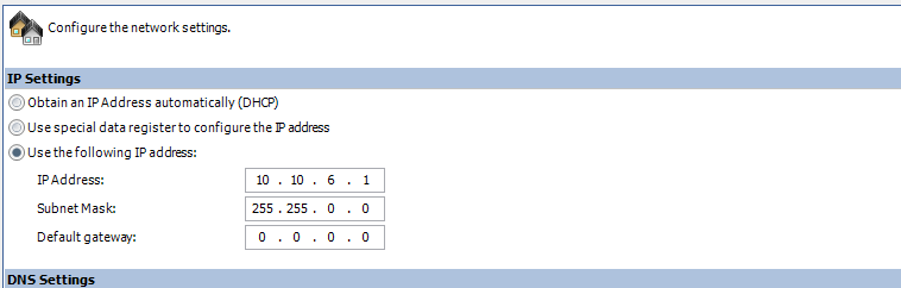 Configure the network settings.
IP Settings
Obtain an IP Address automatically (DHCP)
Use special data register to configure the IP address
Use the following IP address:
IP Address: 10 . 10 . 6 . 1
Subnet Mask: 255 . 255 . 0 . 0
Default gateway: 0 . 0 . 0 . 0
DNS Settings